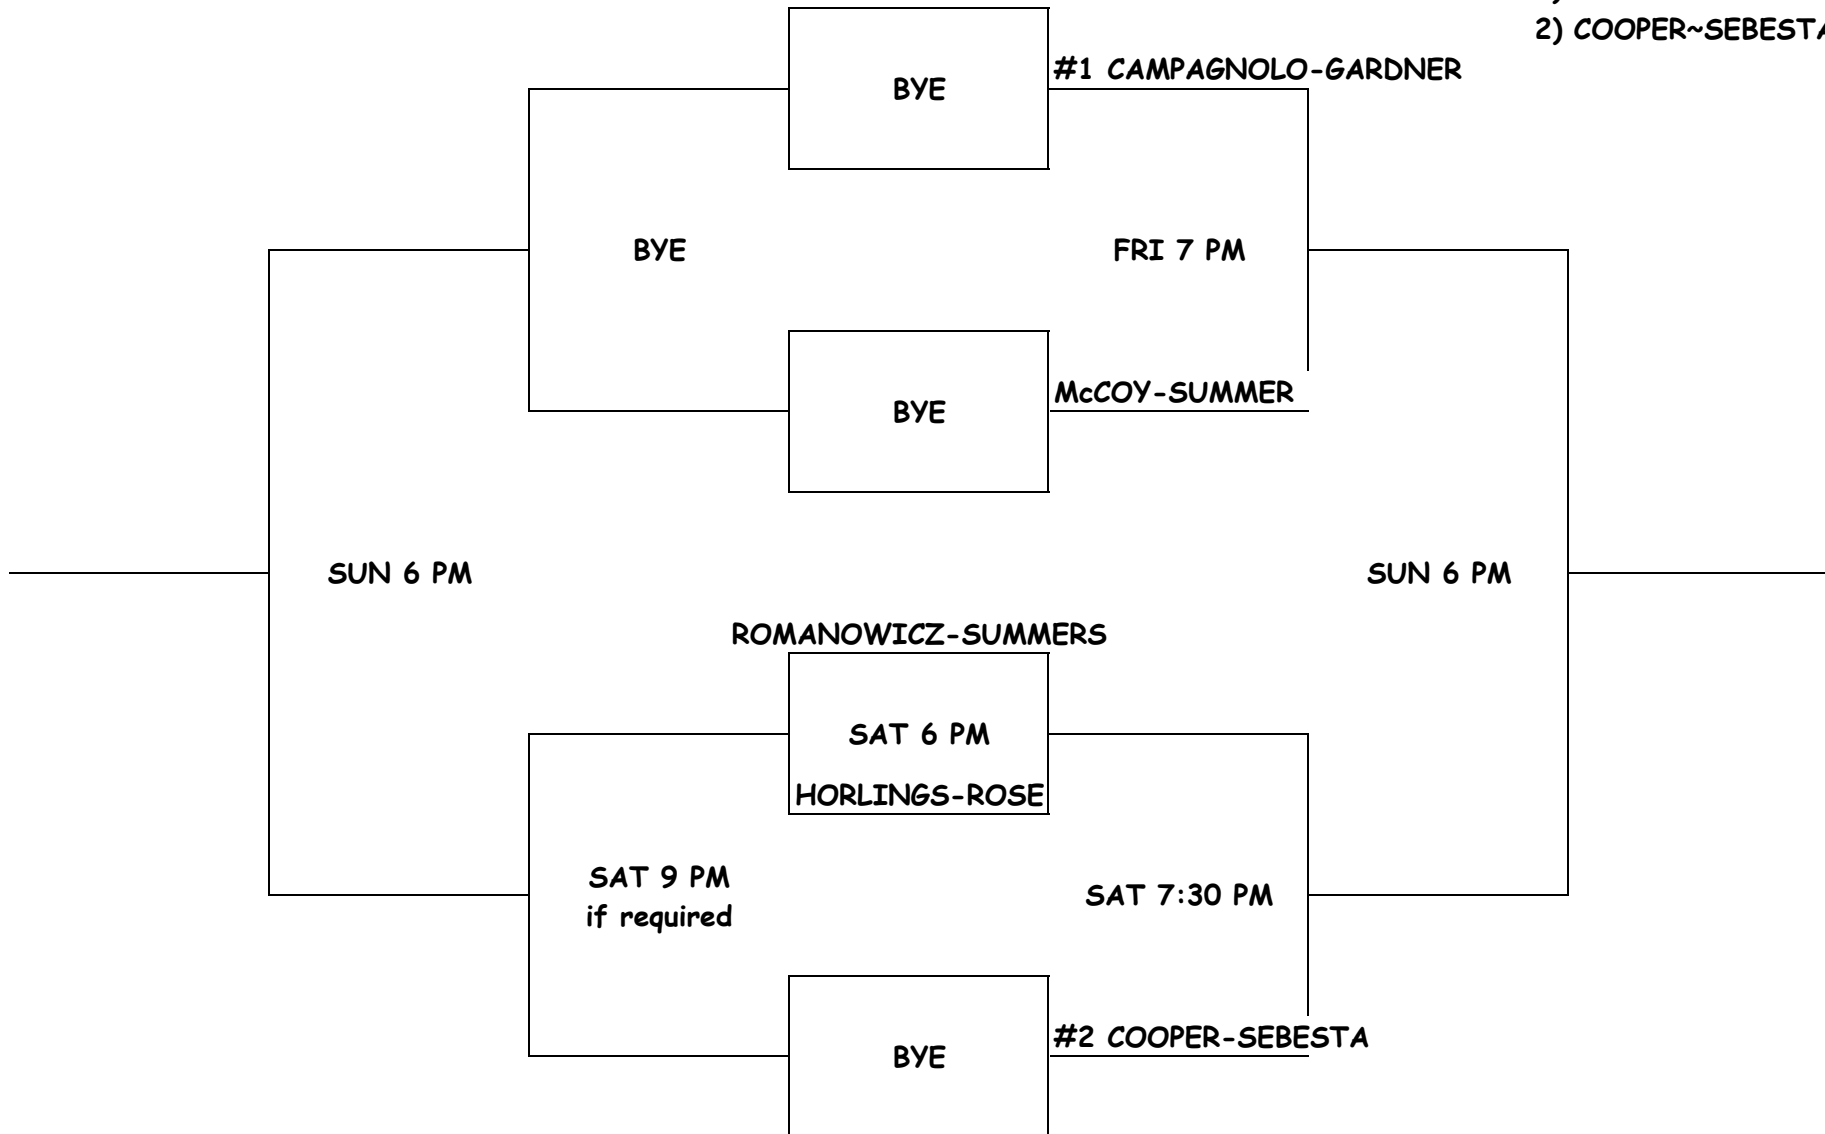 2) COOPER~SEBESTA
#1 CAMPAGNOLO-GARDNER
BYE
BYE
FRI 7 PM
McCOY-SUMMER
BYE
SUN 6 PM
SUN 6 PM
ROMANOWICZ-SUMMERS
SAT 6 PM
HORLINGS-ROSE
SAT 9 PM
if required
SAT 7:30 PM
#2 COOPER-SEBESTA
BYE